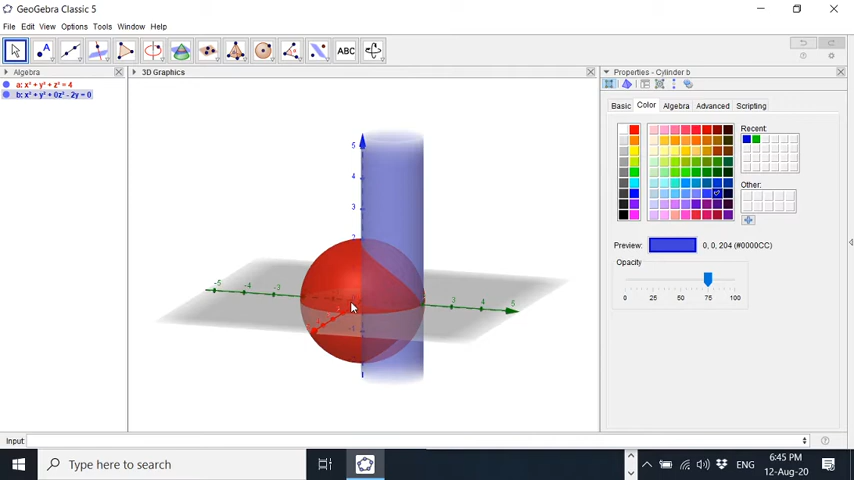 GeoGebra Classic 5
File Edit View Options Tools Window Help
ABC
Algebra
3D Graphics
Properties - Cylinder b
a: x² + y² + z² = 4
b: x² + y² + 0z² - 2y = 0
Basic Color Algebra Advanced Scripting
Recent:
Other:
Preview: 0, 0, 204 (#0000CC)
Opacity
0 25 50 75 100
5
4
3
2
-1
-5 -4 -3 3 4 5
Input:
Type here to search
ENG
6:45 PM
12-Aug-20